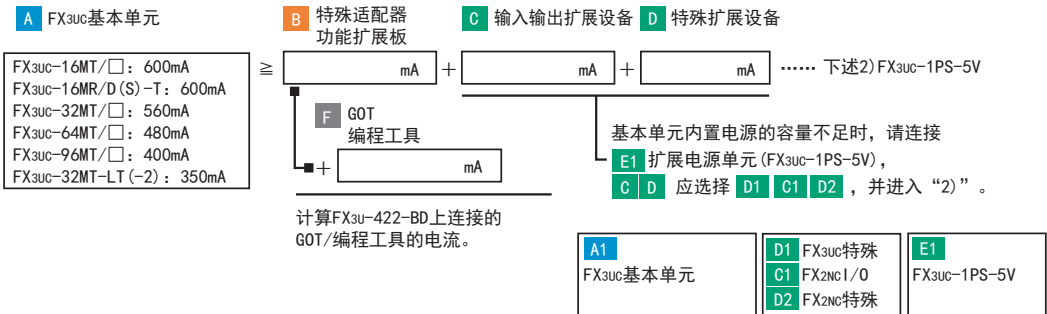 A FX3UC基本单元
B 特殊适配器
功能扩展板
C 输入输出扩展设备
D 特殊扩展设备
FX3UC-16MT/□：600mA
FX3UC-16MR/D(S)-T：600mA
FX3UC-32MT/□：560mA
FX3UC-64MT/□：480mA
FX3UC-96MT/□：400mA
FX3UC-32MT-LT(-2)：350mA
≧ mA + mA + mA …… 下述2)FX3UC-1PS-5V
F GOT
编程工具
+ mA
计算FX3U-422-BD上连接的
GOT/编程工具的电流。
基本单元内置电源的容量不足时，请连接
E1 扩展电源单元(FX3UC-1PS-5V)，
C D 应选择 D1 C1 D2 ，并进入“2)”。
A1
FX3UC基本单元
D1 FX3UC特殊
C1 FX2NCI/O
D2 FX2NC特殊
E1
FX3UC-1PS-5V